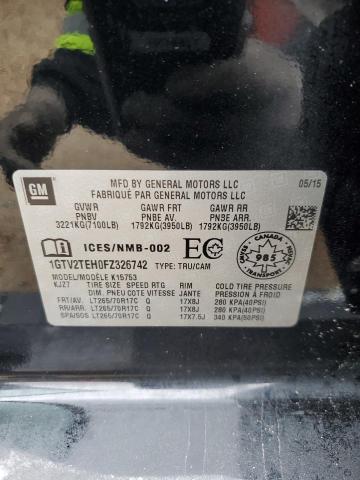 GM
MFD BY GENERAL MOTORS LLC 05/15
FABRIQUÉ PAR GENERAL MOTORS LLC
GVWR GAWR FRT GAWR RR
PNBV PNBE AV. PNBE ARR.
3221KG(7100LB) 1792KG(3950LB) 1792KG(3950LB)
ICES/NMB-002 EC
CANADA
985
TRANSPORT
1GTV2TEH0FZ326742 TYPE: TRU/CAM
MODEL/MODÈLE K15753
KJZ7 TIRE SIZE SPEED RTG RIM COLD TIRE PRESSURE
DIM. PNEU COTE VITESSE JANTE PRESSION À FROID
FRT/AV. LT265/70R17C Q 17X8J 280 KPA(40PSI)
RR/ARR. LT265/70R17C Q 17X8J 280 KPA(40PSI)
SPA/SOS LT265/70R17C Q 17X7.5J 340 KPA(50PSI)